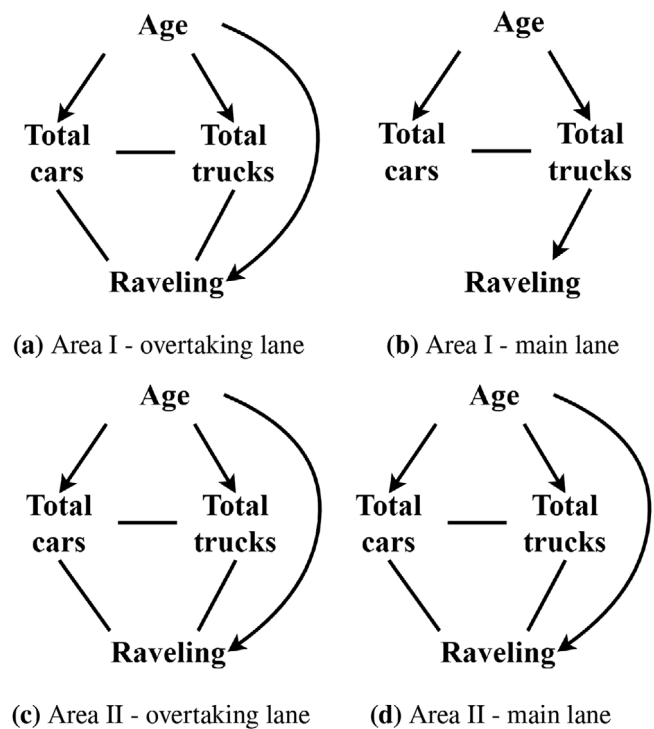 Age
Total cars
Total trucks
Raveling
(a) Area I - overtaking lane
Age
Total cars
Total trucks
Raveling
(b) Area I - main lane
Age
Total cars
Total trucks
Raveling
(c) Area II - overtaking lane
Age
Total cars
Total trucks
Raveling
(d) Area II - main lane